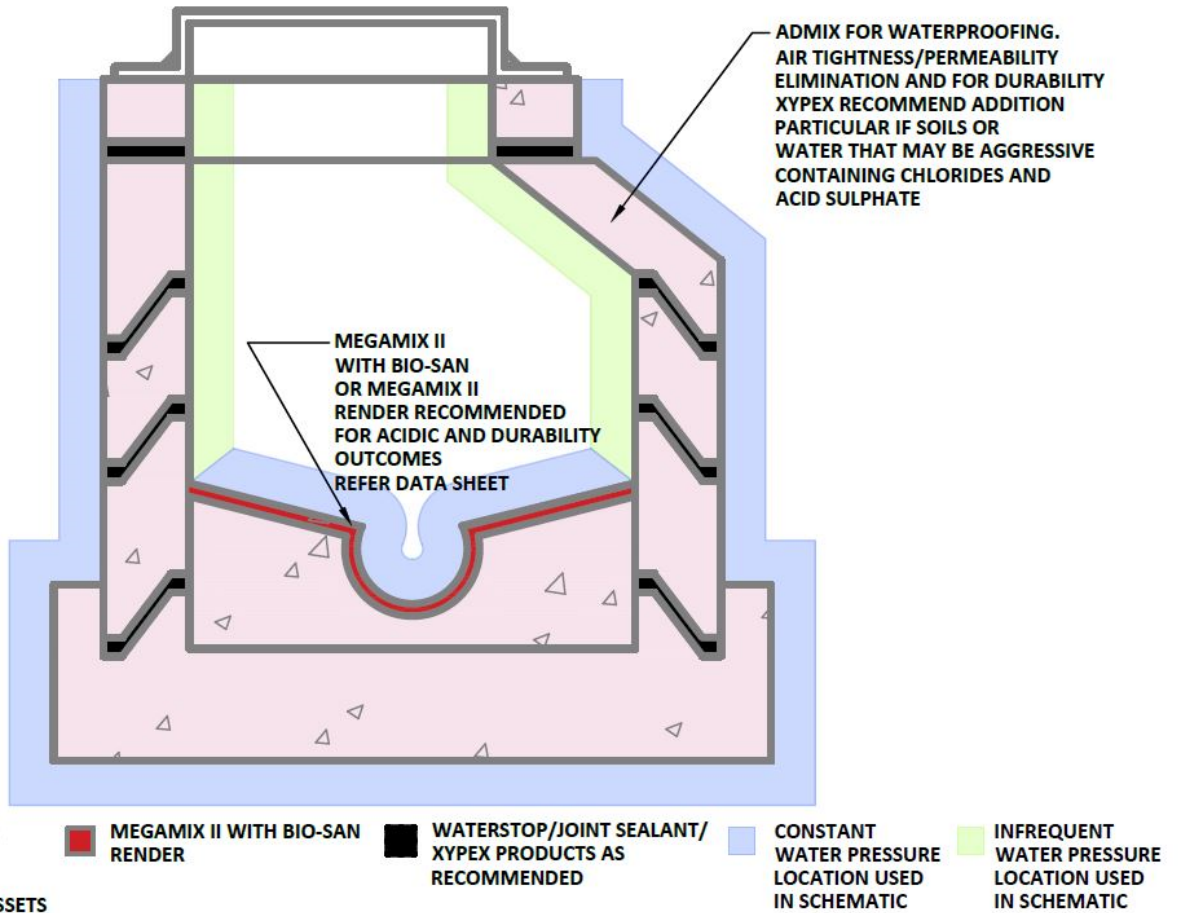 ADMIX FOR WATERPROOFING.
AIR TIGHTNESS/PERMEABILITY
ELIMINATION AND FOR DURABILITY
XYPEX RECOMMEND ADDITION
PARTICULAR IF SOILS OR
WATER THAT MAY BE AGGRESSIVE
CONTAINING CHLORIDES AND
ACID SULPHATE
MEGAMIX II
WITH BIO-SAN
OR MEGAMIX II
RENDER RECOMMENDED
FOR ACIDIC AND DURABILITY
OUTCOMES
REFER DATA SHEET
MEGAMIX II WITH BIO-SAN
RENDER
WATERSTOP/JOINT SEALANT/
XYPEX PRODUCTS AS
RECOMMENDED
CONSTANT
WATER PRESSURE
LOCATION USED
IN SCHEMATIC
INFREQUENT
WATER PRESSURE
LOCATION USED
IN SCHEMATIC